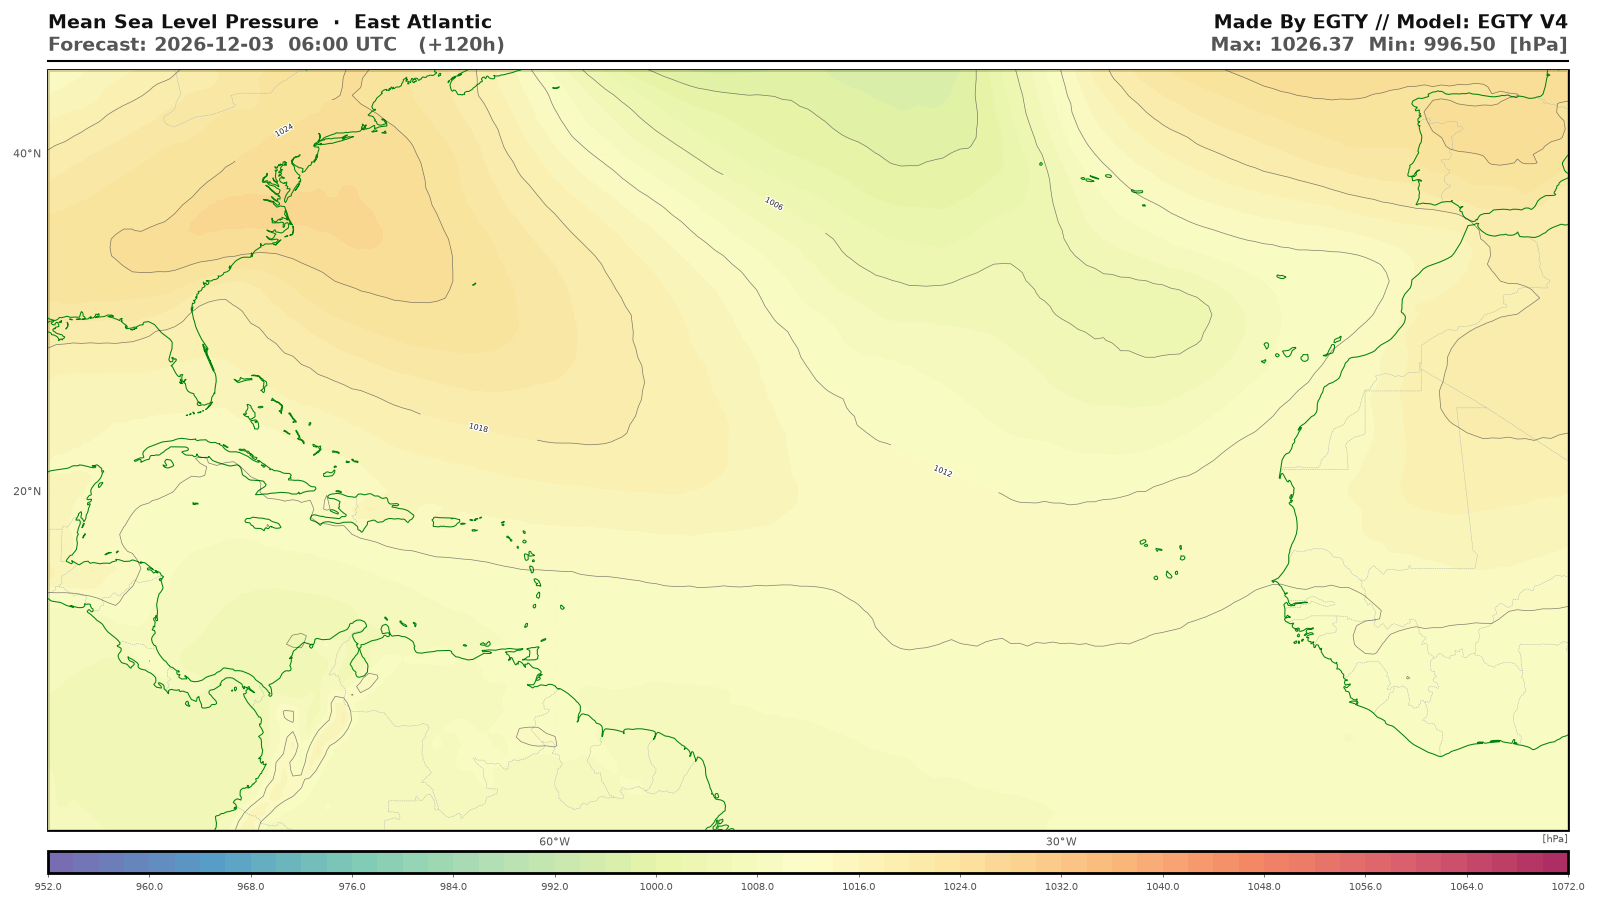 Mean Sea Level Pressure · East Atlantic
Made By EGTY // Model: EGTY V4
Forecast: 2026-12-03 06:00 UTC (+120h)
Max: 1026.37 Min: 996.50 [hPa]
1024
40°N
1006
1018
1012
20°N
60°W
30°W
[hPa]
952.0 960.0 968.0 976.0 984.0 992.0 1000.0 1008.0 1016.0 1024.0 1032.0 1040.0 1048.0 1056.0 1064.0 1072.0